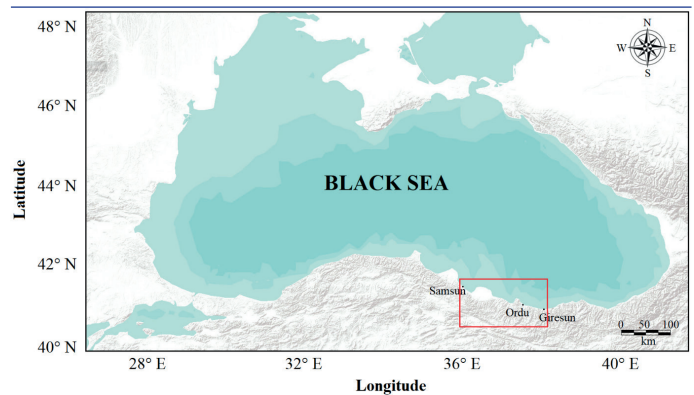 48° N
46° N
44° N
42° N
40° N
Latitude
N
W E
S
BLACK SEA
Samsun
Ordu
Giresun
0 50 100
km
28° E 32° E 36° E 40° E
Longitude